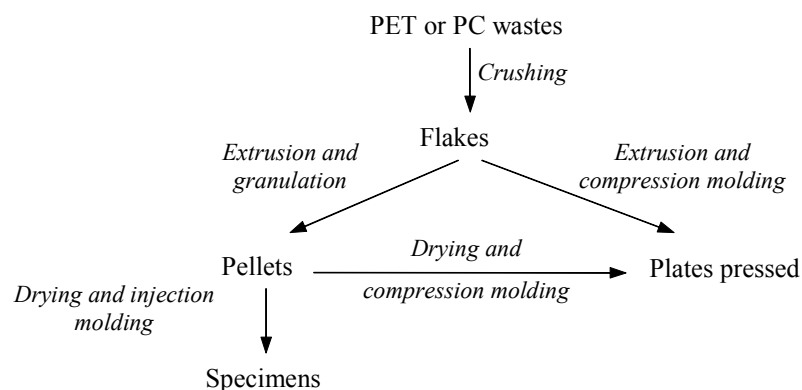 PET or PC wastes
Crushing
Flakes
Extrusion and
granulation
Extrusion and
compression molding
Drying and
compression molding
Pellets
Plates pressed
Drying and injection
molding
Specimens